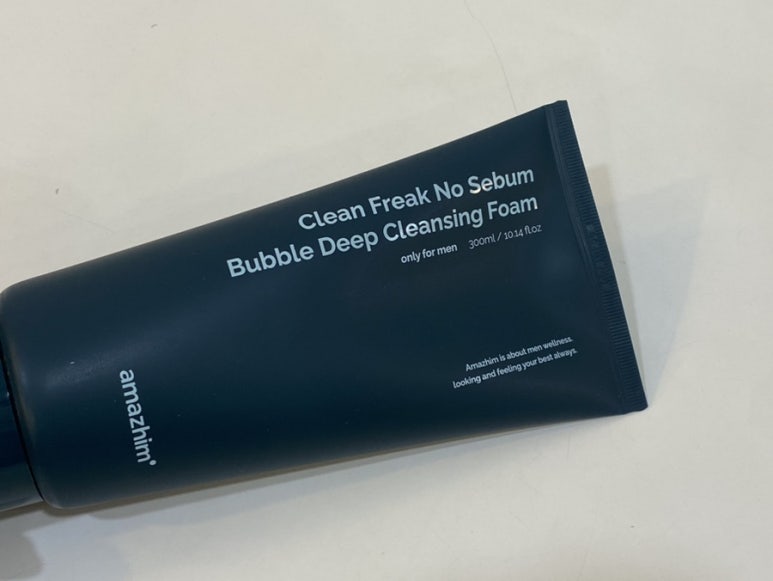 Clean Freak No Sebum
Bubble Deep Cleansing Foam
only for men 300ml / 10.14 fl.oz
Amazhim is about men wellness.
looking and feeling your best always.
amazhim